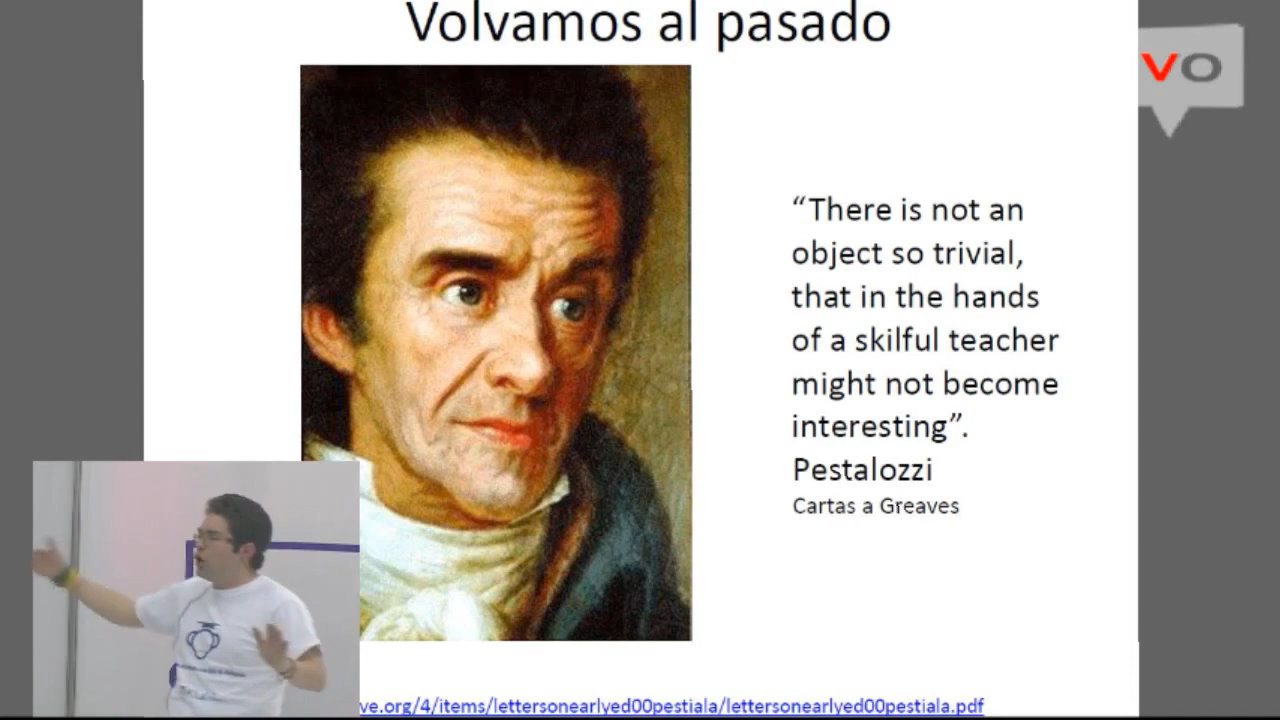 Volvamos al pasado
VO
“There is not an
object so trivial,
that in the hands
of a skilful teacher
might not become
interesting”.
Pestalozzi
Cartas a Greaves
ve.org/4/items/lettersonearlyed00pestiala/lettersonearlyed00pestiala.pdf